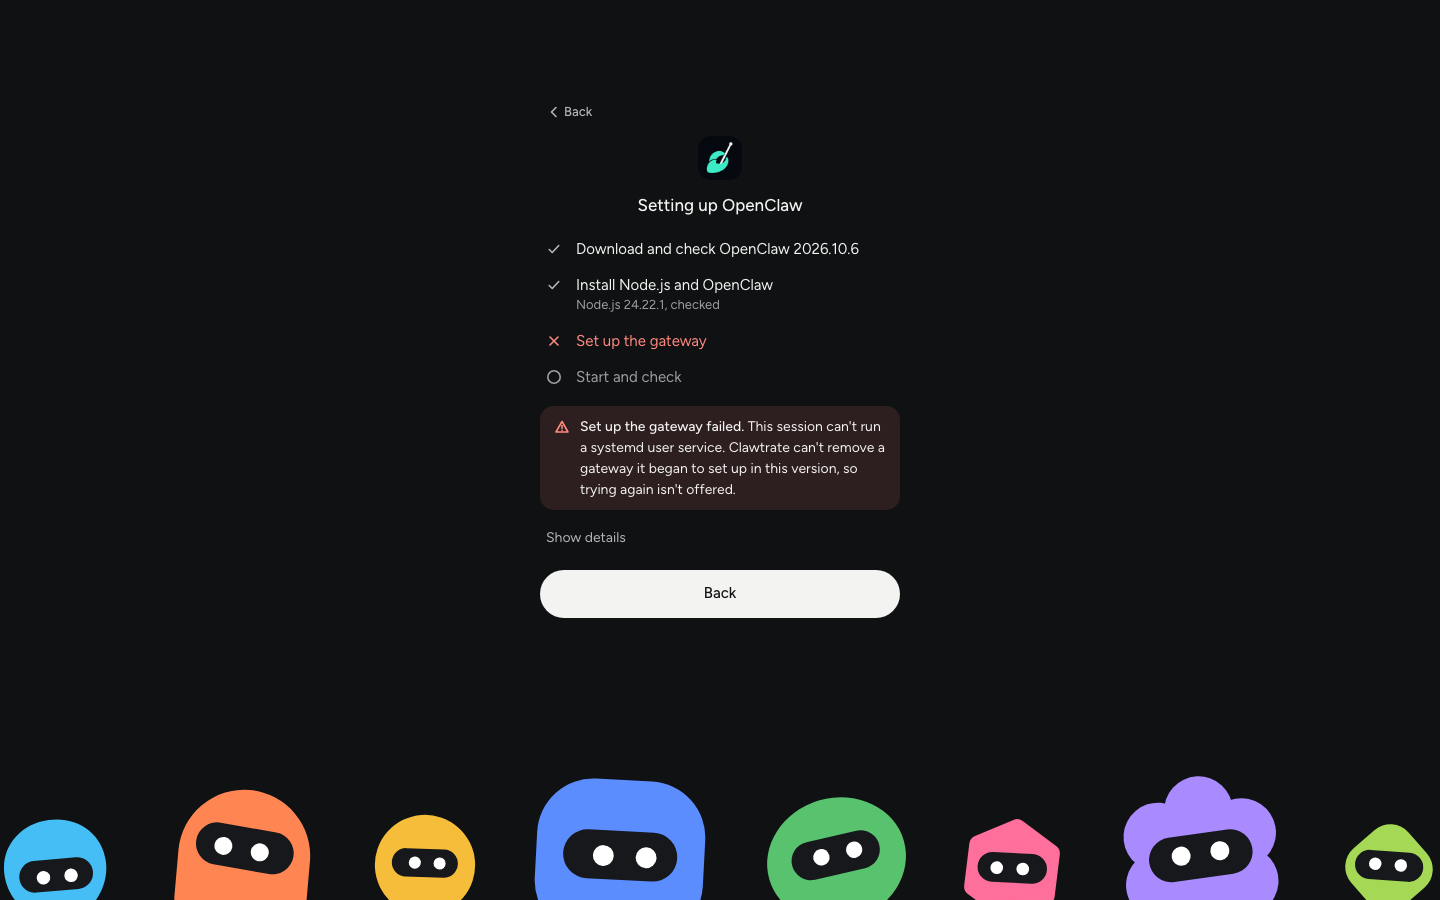 Back
Setting up OpenClaw
Download and check OpenClaw 2026.10.6
Install Node.js and OpenClaw
Node.js 24.22.1, checked
Set up the gateway
Start and check
Set up the gateway failed. This session can't run
a systemd user service. Clawtrate can't remove a
gateway it began to set up in this version, so
trying again isn't offered.
Show details
Back